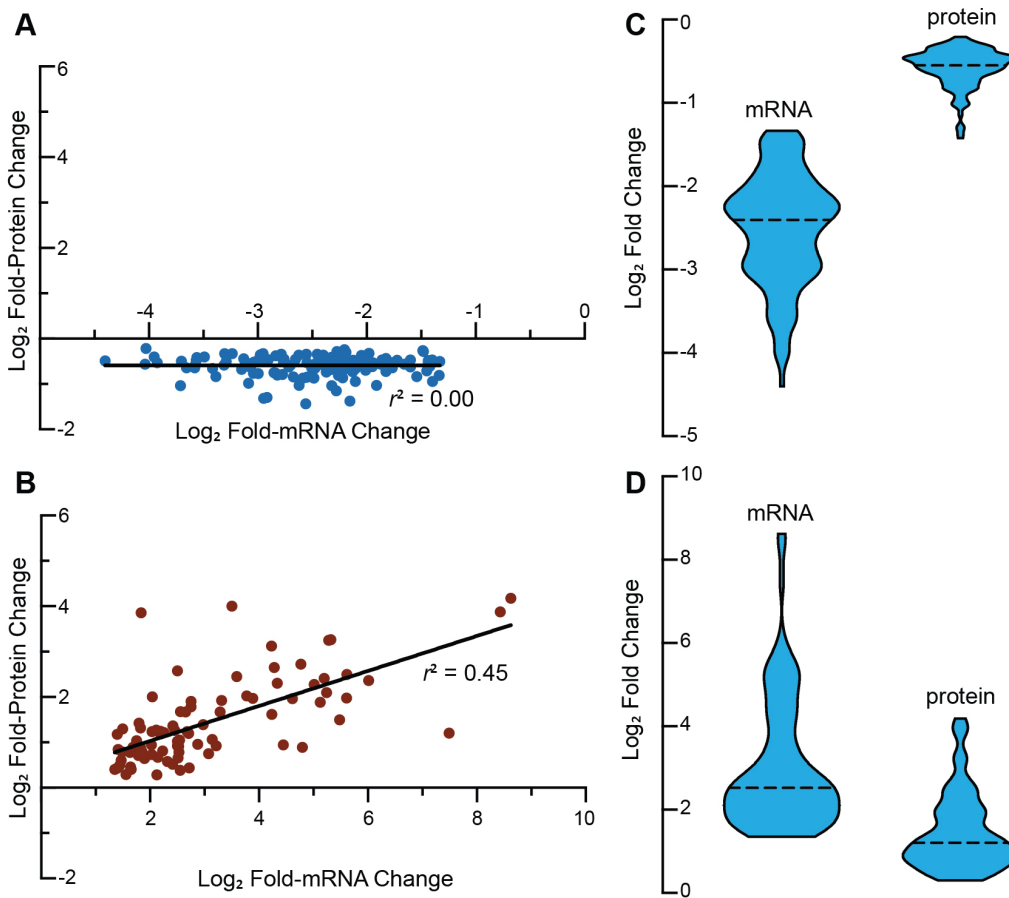 A
Log₂ Fold-Protein Change
6
4
2
-2
-4
-3
-2
-1
0
r² = 0.00
Log₂ Fold-mRNA Change
B
Log₂ Fold-Protein Change
6
4
2
-2
2
4
6
8
10
r² = 0.45
Log₂ Fold-mRNA Change
C
Log₂ Fold Change
0
-1
-2
-3
-4
-5
mRNA
protein
D
Log₂ Fold Change
10
8
6
4
2
0
mRNA
protein